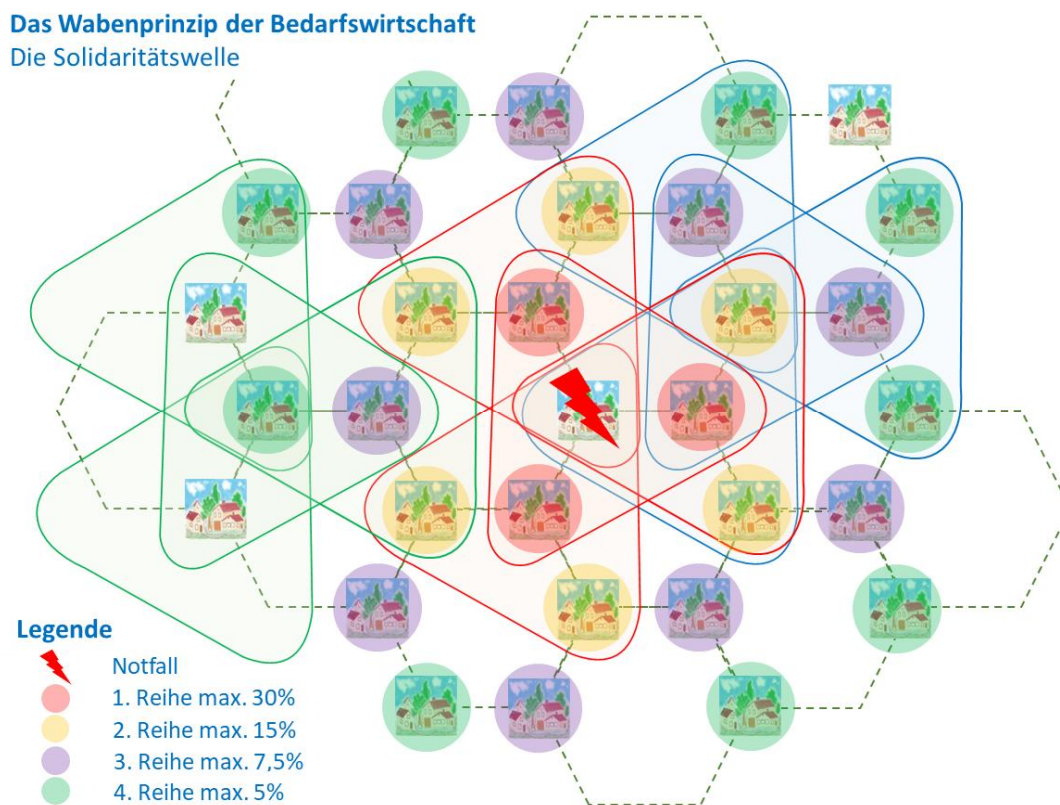 Das Wabenprinzip der Bedarfswirtschaft
Die Solidaritätswelle
Legende
Notfall
1. Reihe max. 30%
2. Reihe max. 15%
3. Reihe max. 7,5%
4. Reihe max. 5%